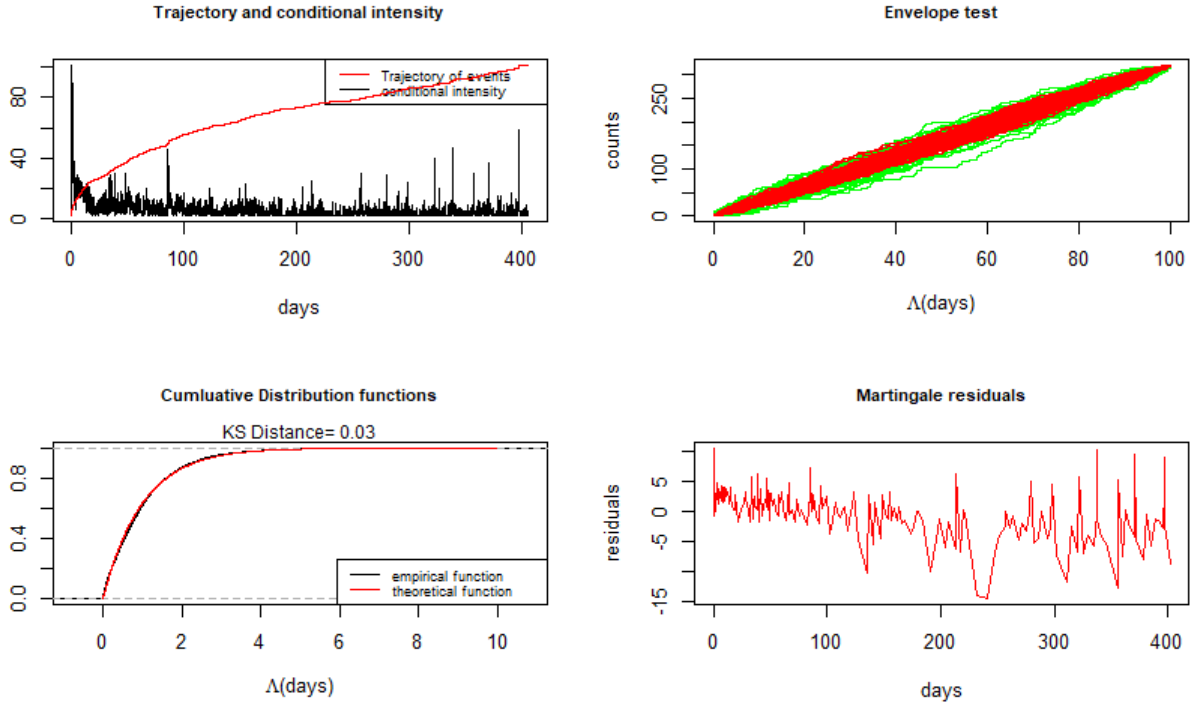 Trajectory and conditional intensity
Trajectory of events
conditional intensity
0 40 80
0 100 200 300 400
days
Envelope test
counts
0 100 250
0 20 40 60 80 100
Λ(days)
Cumluative Distribution functions
KS Distance= 0.03
0.0 0.4 0.8
empirical function
theoretical function
0 2 4 6 8 10
Λ(days)
Martingale residuals
residuals
-15 -5 0 5
0 100 200 300 400
days